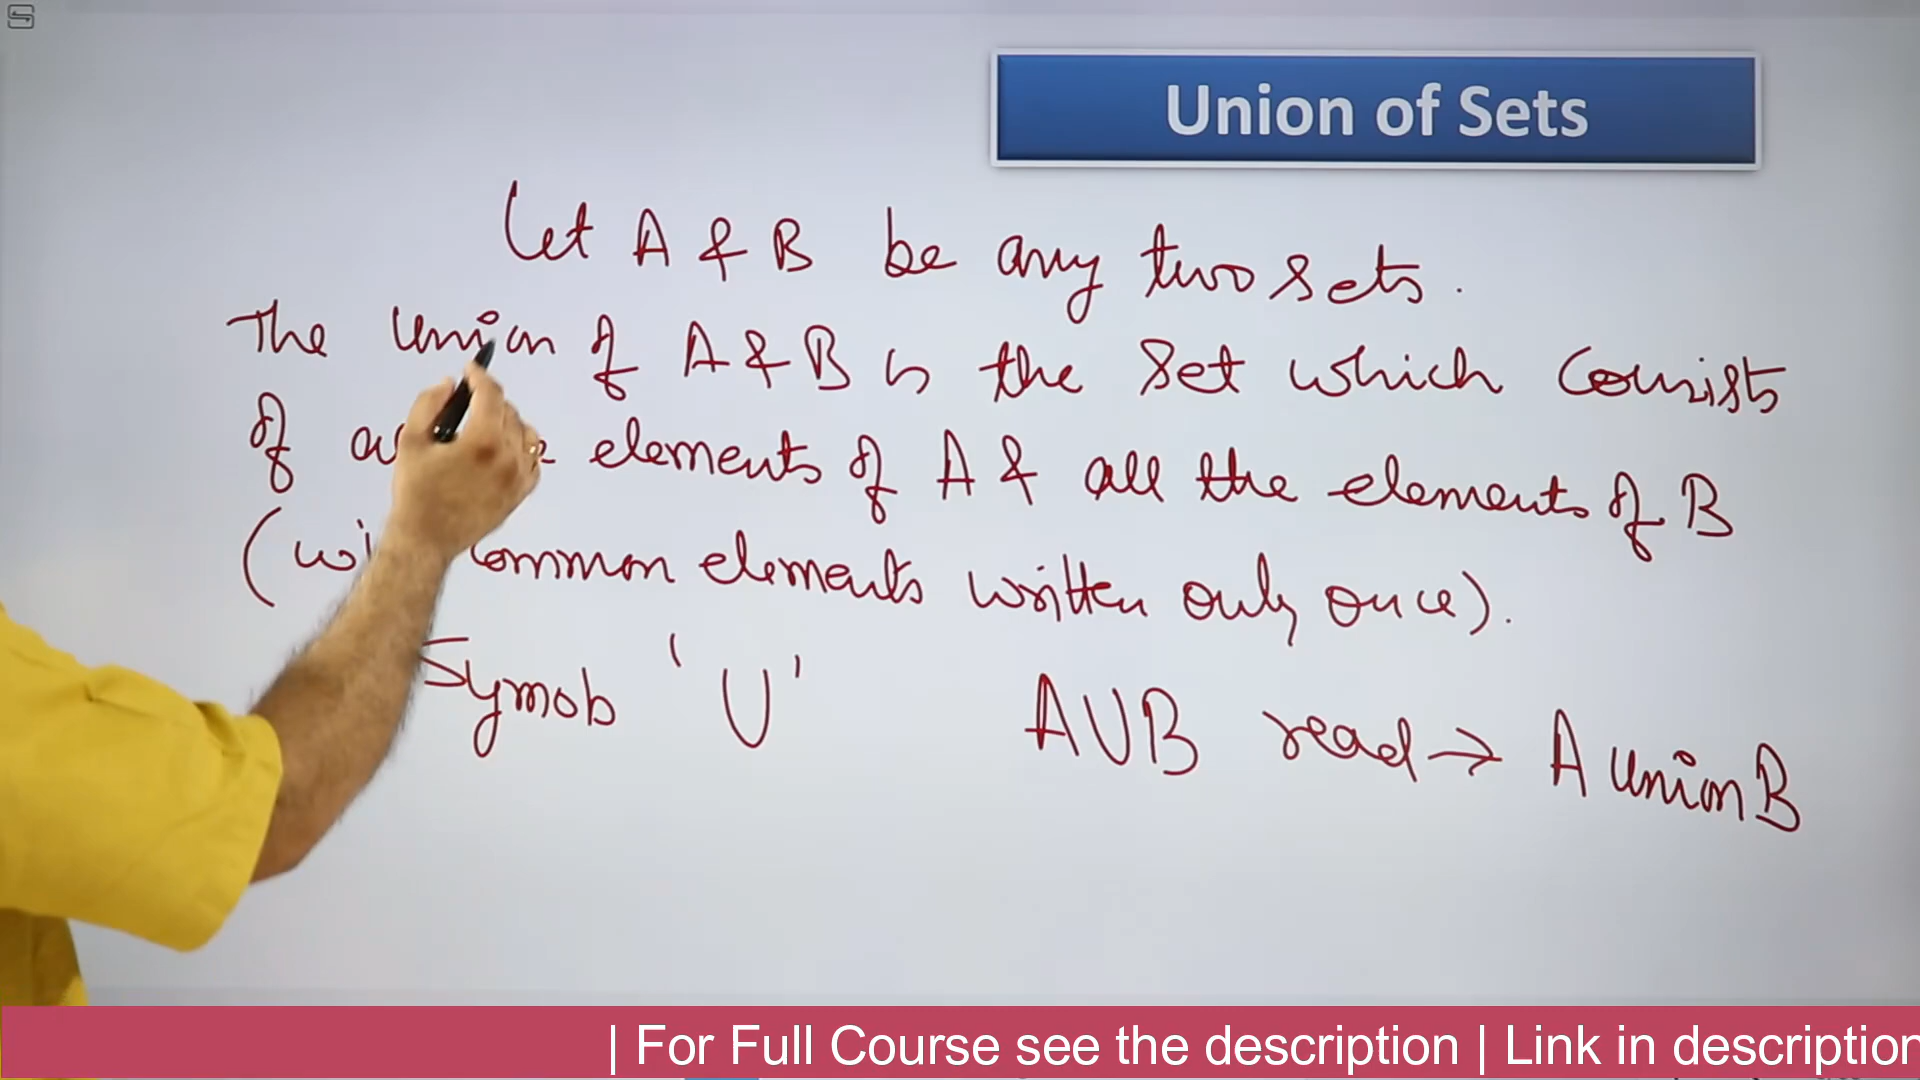 Union of Sets
Let A & B be any two sets.
The union of A & B is the set which consists
of elements of A & all the elements of B
( common elements written only once).
Symob 'U' AUB read → A union B
| For Full Course see the description | Link in description